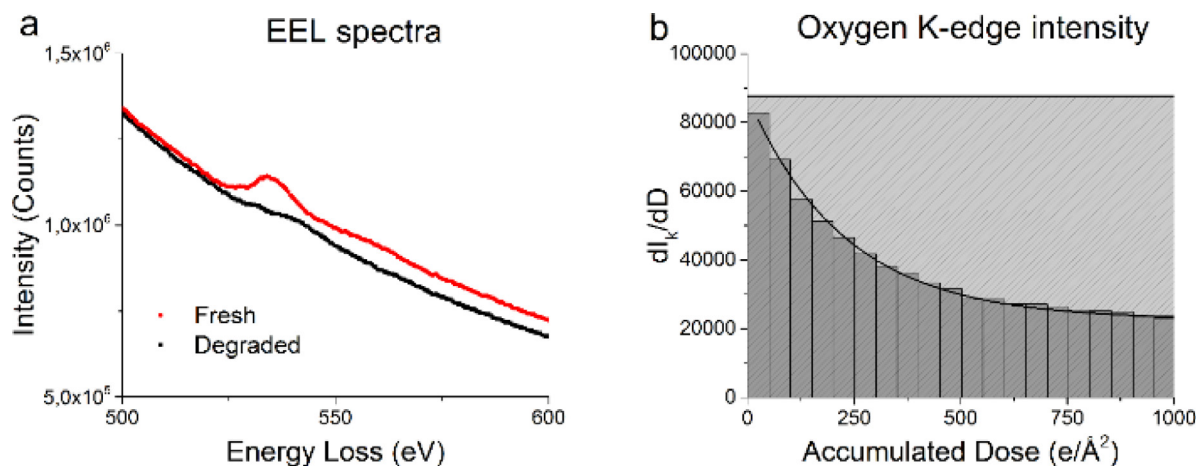 a
EEL spectra
1,5x10⁶
1,0x10⁶
5,0x10⁵
Intensity (Counts)
Fresh
Degraded
500
550
600
Energy Loss (eV)
b
Oxygen K-edge intensity
100000
80000
60000
40000
20000
0
dIₖ/dD
0
250
500
750
1000
Accumulated Dose (e/Å²)